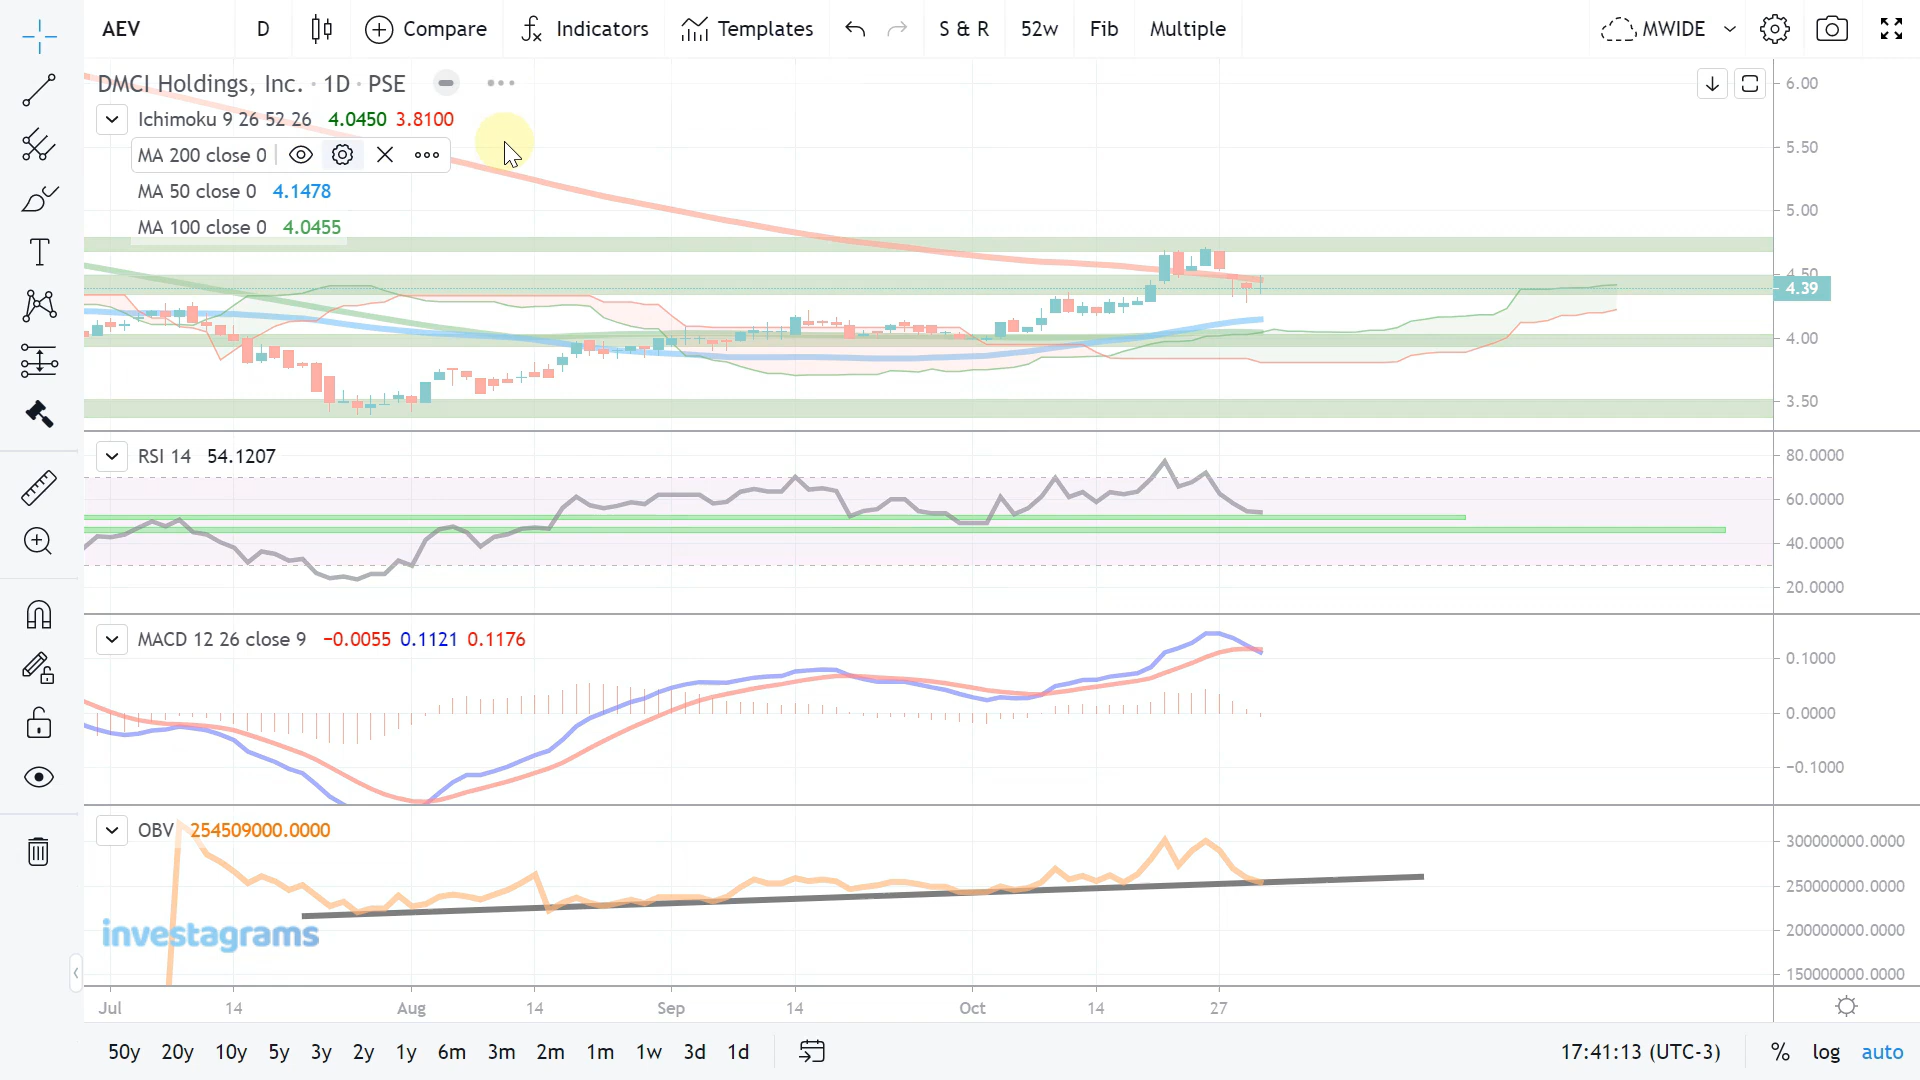 AEV D Compare Indicators Templates S & R 52w Fib Multiple MWIDE
DMCI Holdings, Inc. · 1D · PSE
Ichimoku 9 26 52 26 4.0450 3.8100
MA 200 close 0
MA 50 close 0 4.1478
MA 100 close 0 4.0455
6.00
5.50
5.00
4.50
4.39
4.00
3.50
RSI 14 54.1207
80.0000
60.0000
40.0000
20.0000
MACD 12 26 close 9 −0.0055 0.1121 0.1176
0.1000
0.0000
−0.1000
OBV 254509000.0000
300000000.0000
250000000.0000
200000000.0000
150000000.0000
investagrams
Jul 14 Aug 14 Sep 14 Oct 14 27
50y 20y 10y 5y 3y 2y 1y 6m 3m 2m 1m 1w 3d 1d 17:41:13 (UTC-3) % log auto